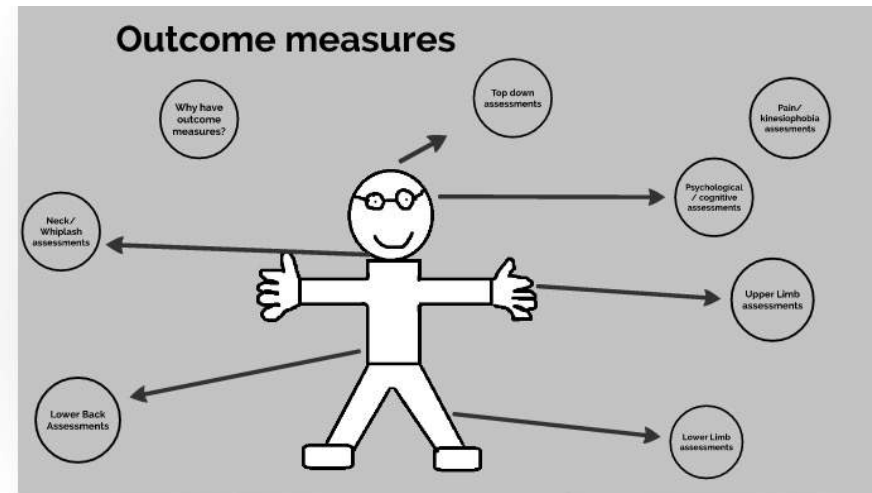 Outcome measures
Why have
outcome
measures?
Top down
assessments
Pain/
kinesiophobia
assesments
Psychological
/ cognitive
assessments
Neck/
Whiplash
assessments
Upper Limb
assessments
Lower Back
Assessments
Lower Limb
assessments